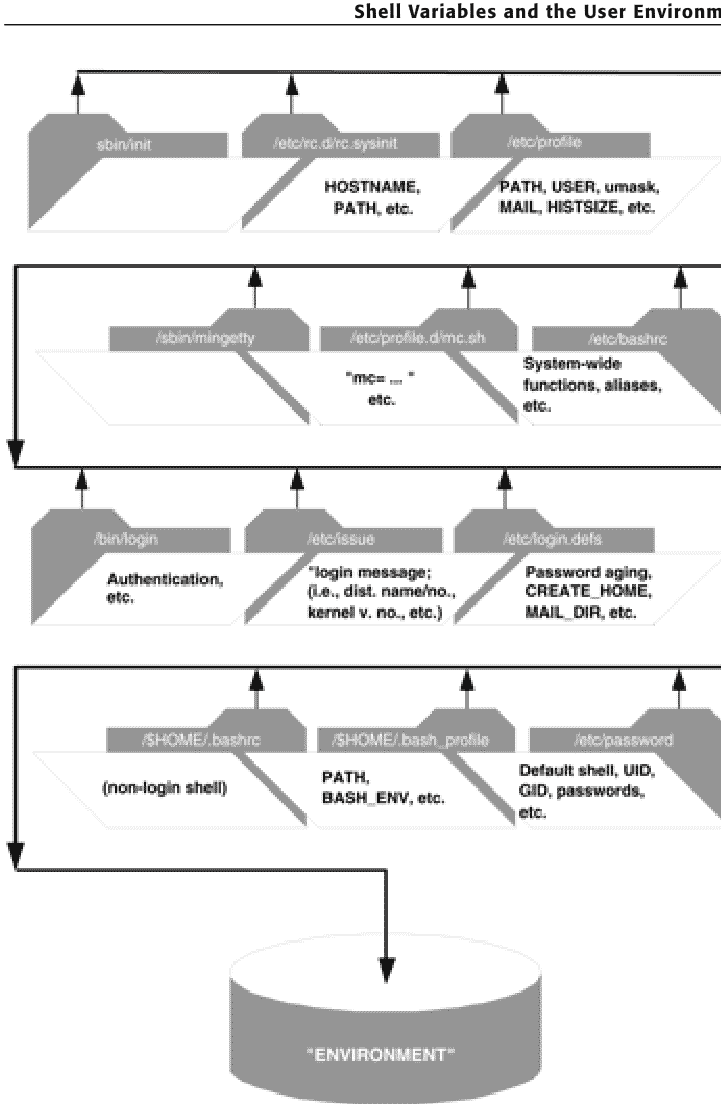 Shell Variables and the User Environm
sbin/init
/etc/rc.d/rc.sysinit
HOSTNAME,
PATH, etc.
/etc/profile
PATH, USER, umask,
MAIL, HISTSIZE, etc.
/sbin/mingetty
/etc/profile.d/mc.sh
"mc= ... "
etc.
/etc/bashrc
System-wide
functions, aliases,
etc.
/bin/login
Authentication,
etc.
/etc/issue
"login message;
(i.e., dist. name/no.,
kernel v. no., etc.)
/etc/login.defs
Password aging,
CREATE_HOME,
MAIL_DIR, etc.
/$HOME/.bashrc
(non-login shell)
/$HOME/.bash_profile
PATH,
BASH_ENV, etc.
/etc/password
Default shell, UID,
GID, passwords,
etc.
"ENVIRONMENT"